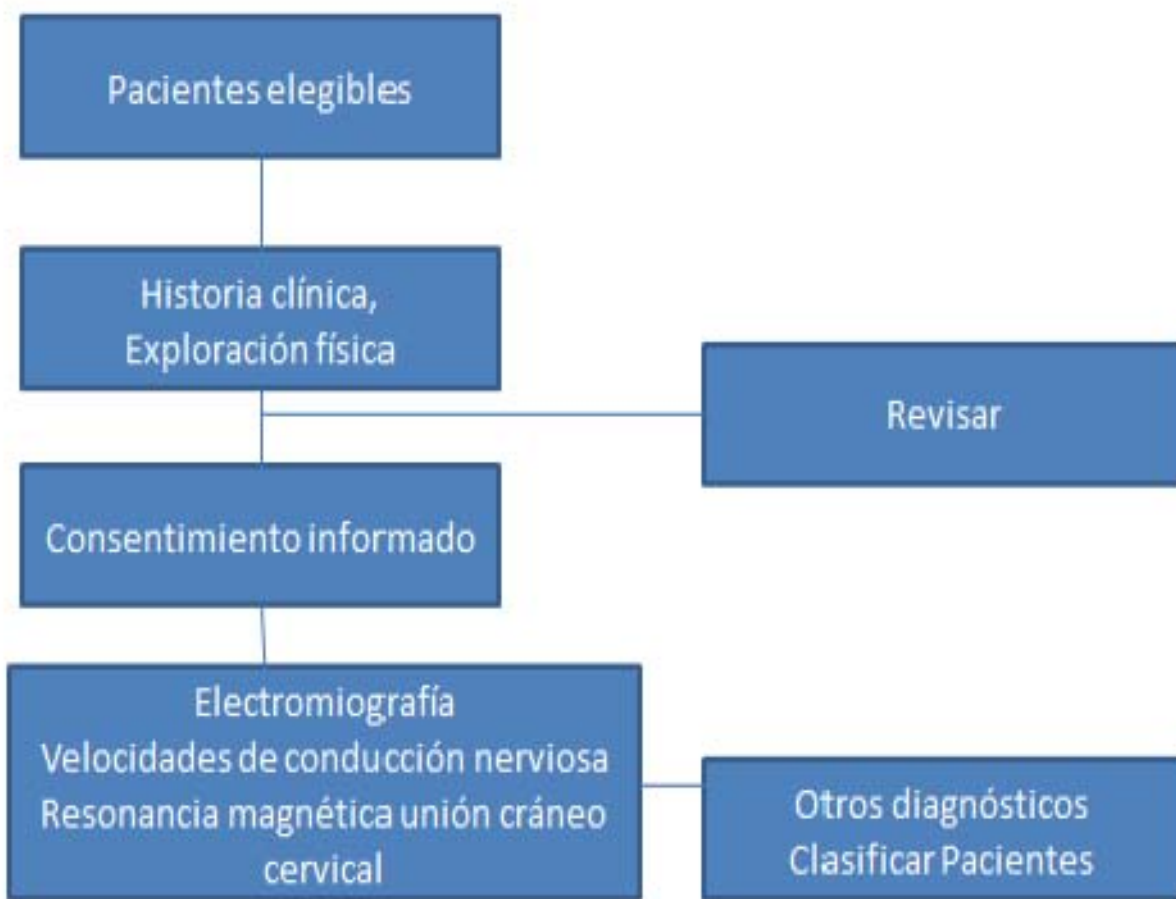 Pacientes elegibles
Historia clínica,
Exploración física
Revisar
Consentimiento informado
Electromiografía
Velocidades de conducción nerviosa
Resonancia magnética unión cráneo
cervical
Otros diagnósticos
Clasificar Pacientes